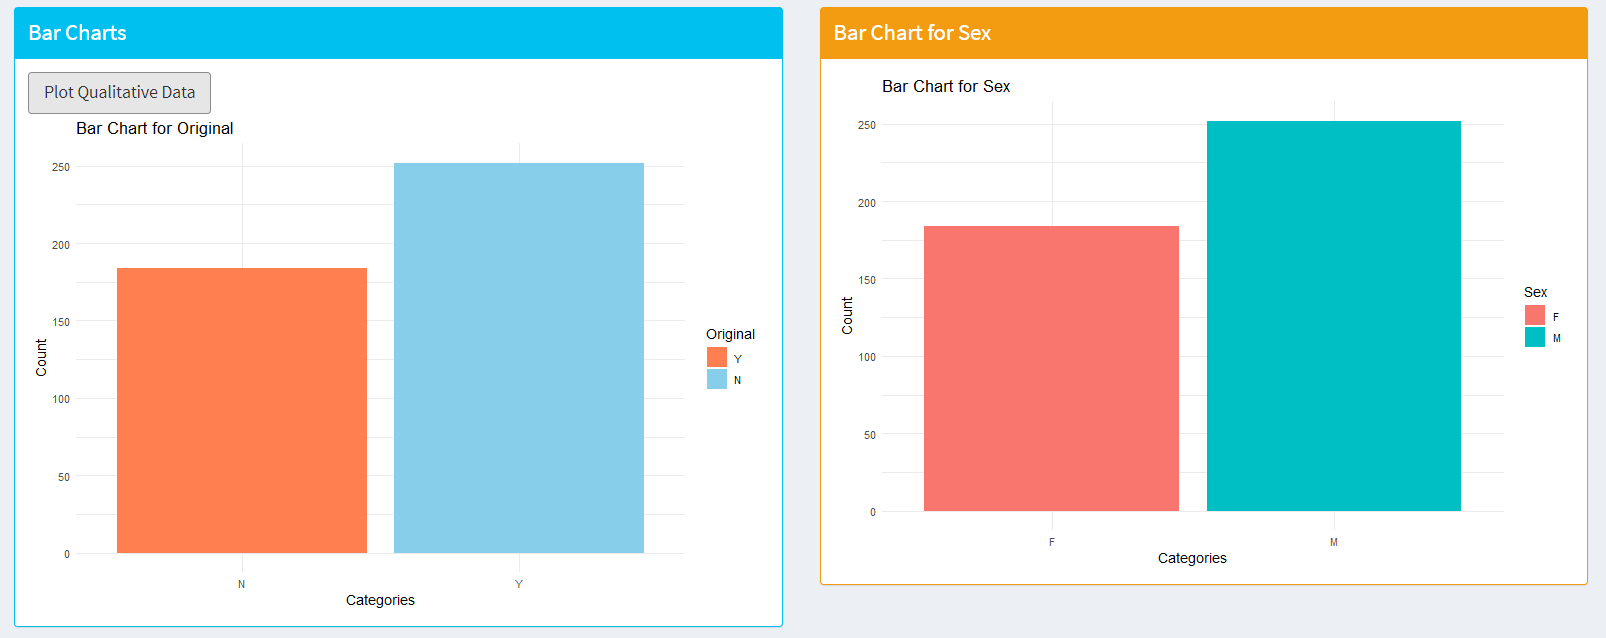 Bar Charts
Plot Qualitative Data
Bar Chart for Original
250
200
150
100
50
0
Count
N Y
Categories
Original
Y
N
Bar Chart for Sex
Bar Chart for Sex
250
200
150
100
50
0
Count
F M
Categories
Sex
F
M